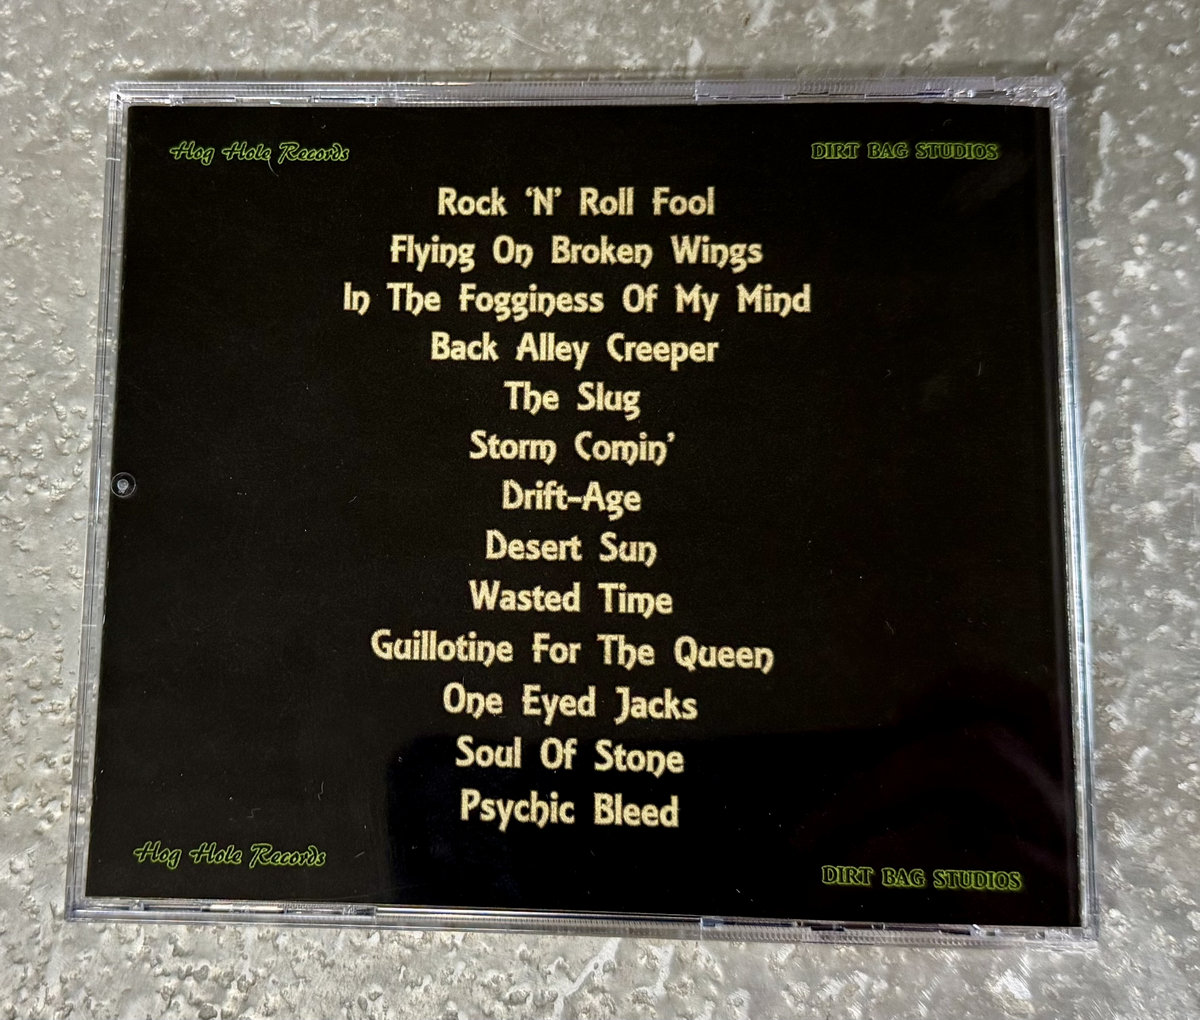 Hog Hole Records
DIRT BAG STUDIOS
Rock ‘N’ Roll Fool
Flying On Broken Wings
In The Fogginess Of My Mind
Back Alley Creeper
The Slug
Storm Comin’
Drift-Age
Desert Sun
Wasted Time
Guillotine For The Queen
One Eyed Jacks
Soul Of Stone
Psychic Bleed
Hog Hole Records
DIRT BAG STUDIOS